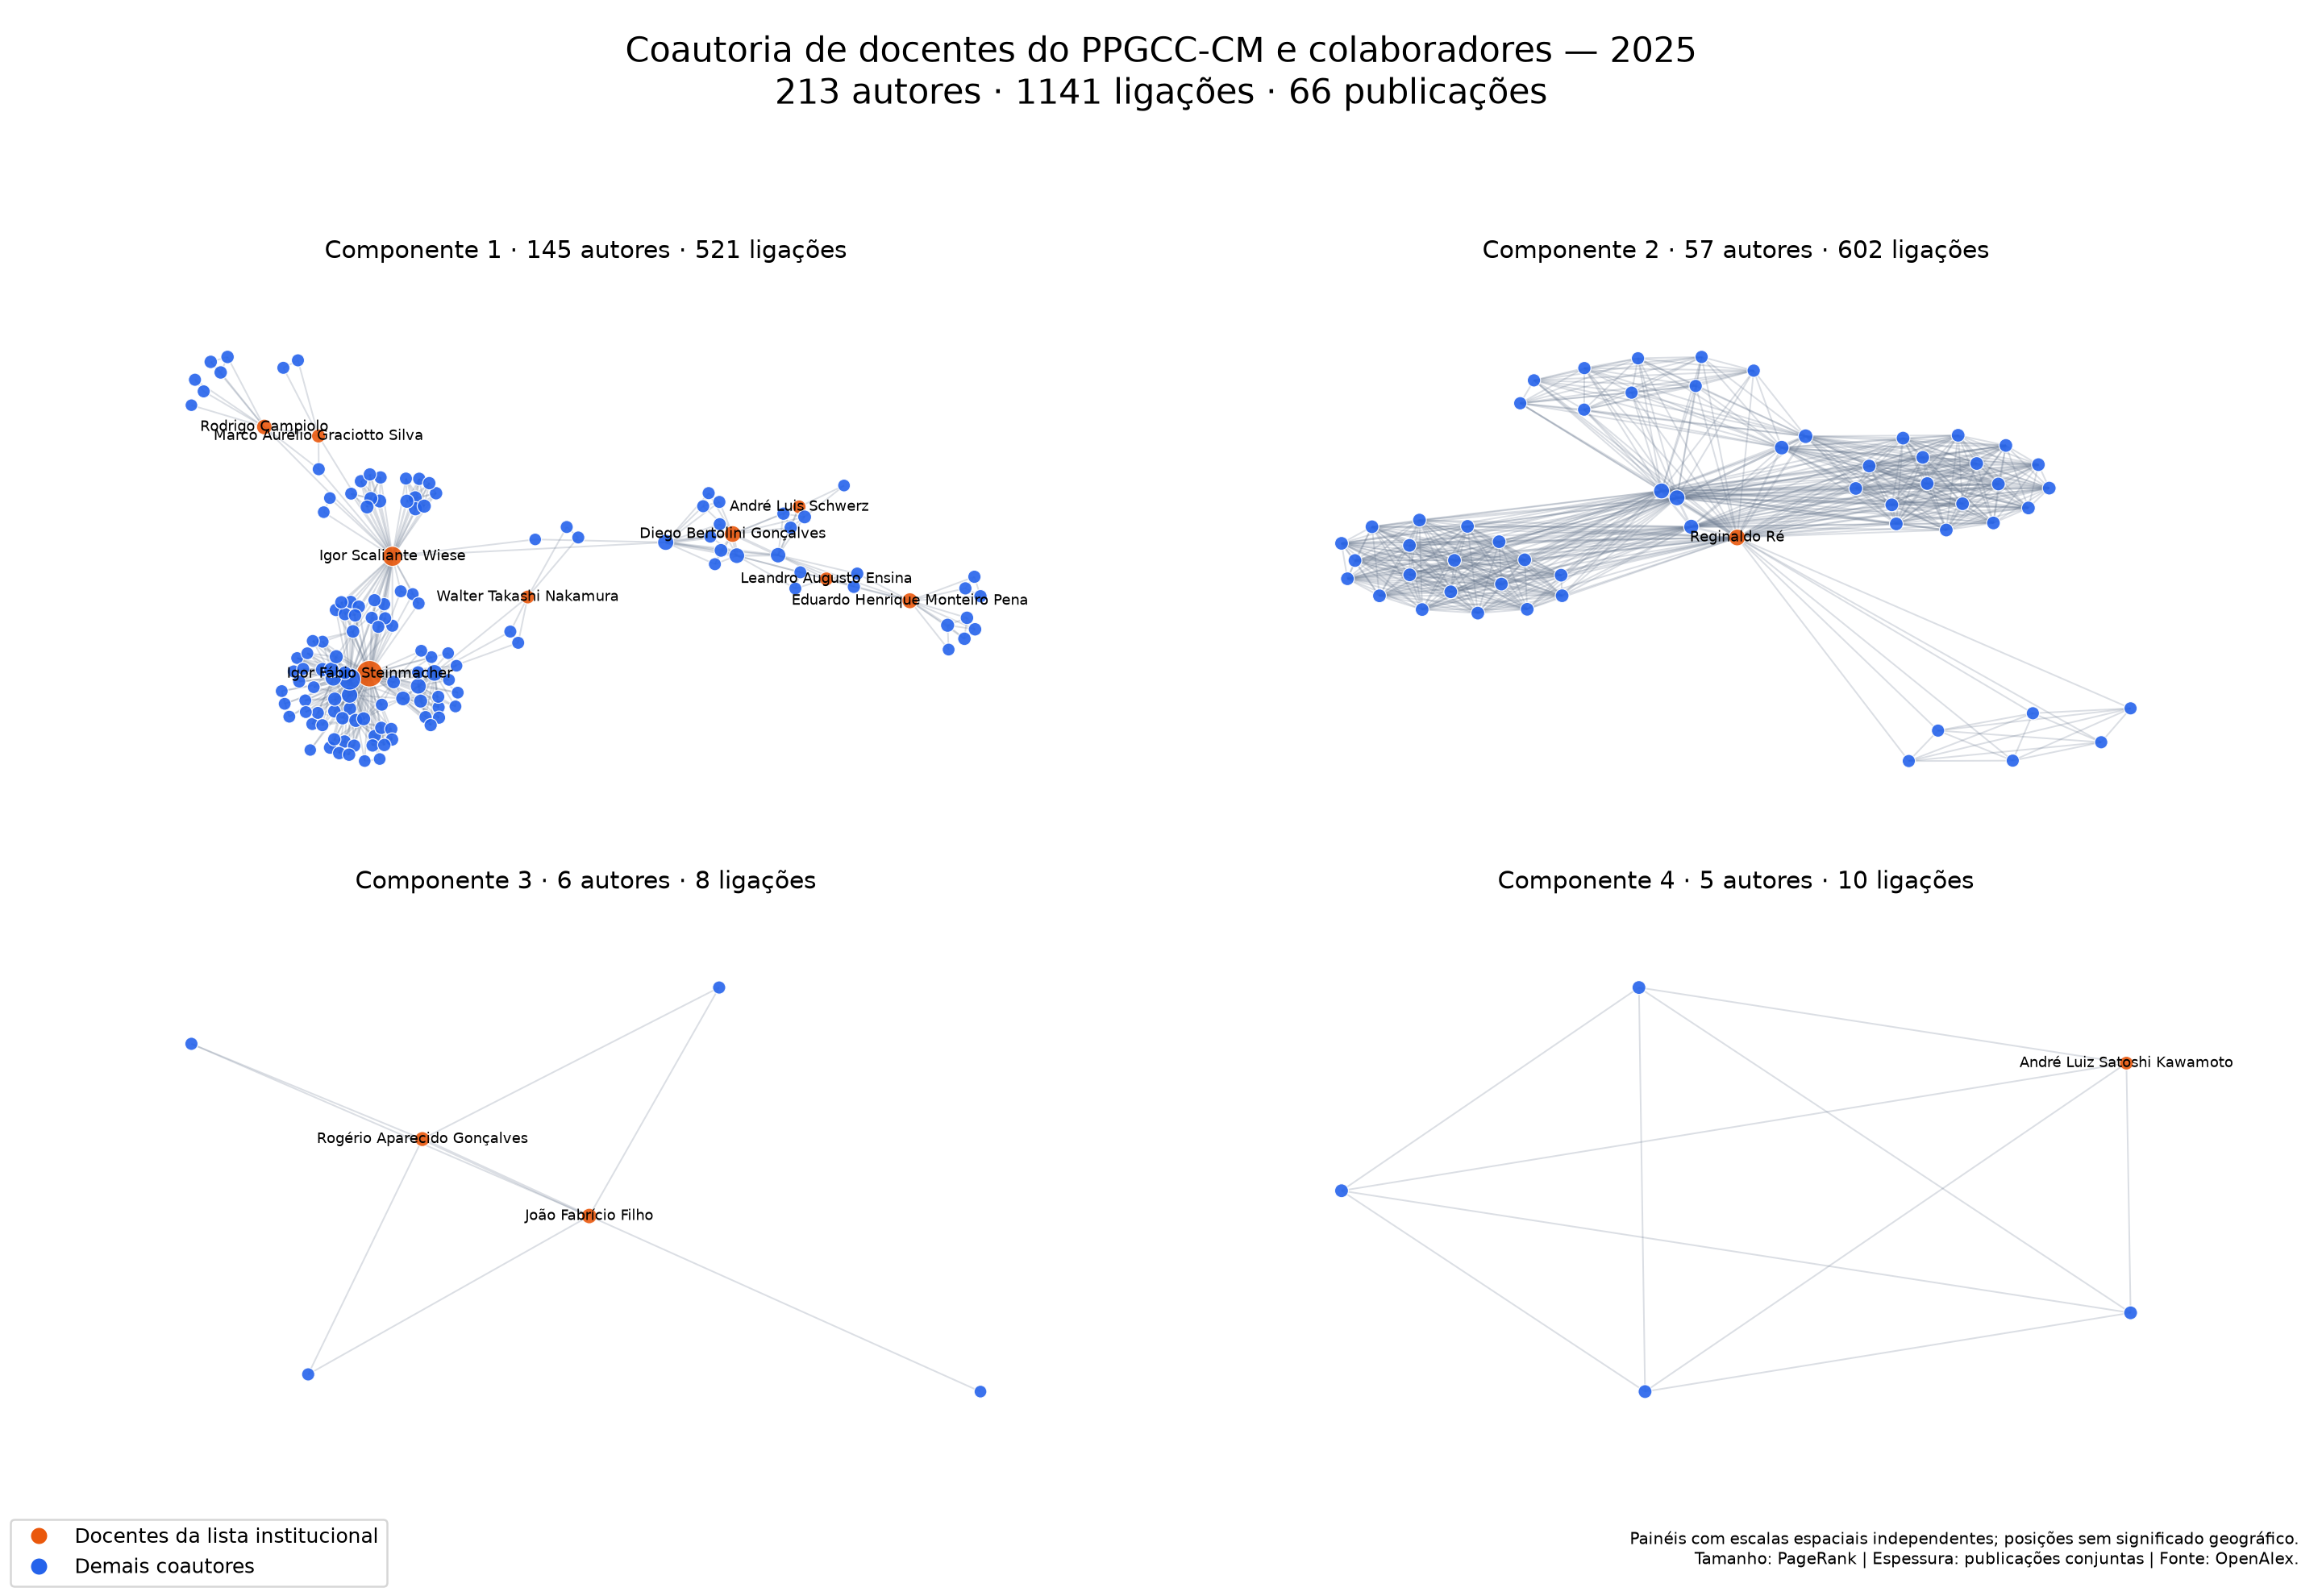 Coautoria de docentes do PPGCC-CM e colaboradores — 2025
213 autores · 1141 ligações · 66 publicações
Componente 1 · 145 autores · 521 ligações
Rodrigo Campiolo
Marco Aurélio Graciotto Silva
Igor Scaliante Wiese
Walter Takashi Nakamura
Igor Fábio Steinmacher
André Luis Schwerz
Diego Bertolini Gonçalves
Leandro Augusto Ensina
Eduardo Henrique Monteiro Pena
Componente 2 · 57 autores · 602 ligações
Reginaldo Ré
Componente 3 · 6 autores · 8 ligações
Rogério Aparecido Gonçalves
João Fabrício Filho
Componente 4 · 5 autores · 10 ligações
André Luiz Satoshi Kawamoto
Docentes da lista institucional
Demais coautores
Painéis com escalas espaciais independentes; posições sem significado geográfico.
Tamanho: PageRank | Espessura: publicações conjuntas | Fonte: OpenAlex.